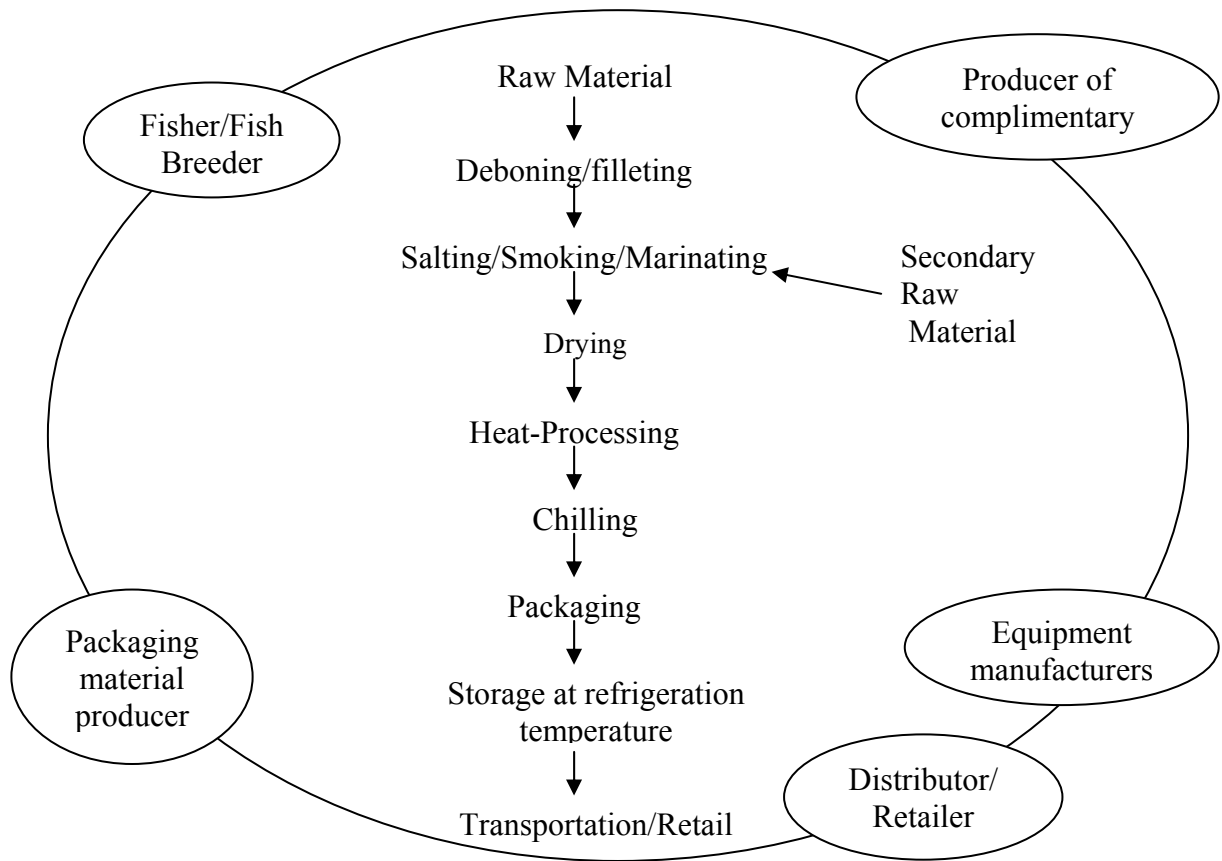 Raw Material
Producer of
complimentary
Fisher/Fish
Breeder
Deboning/filleting
Salting/Smoking/Marinating
Secondary
Raw
Material
Drying
Heat-Processing
Chilling
Packaging
Packaging
material
producer
Equipment
manufacturers
Storage at refrigeration
temperature
Distributor/
Retailer
Transportation/Retail